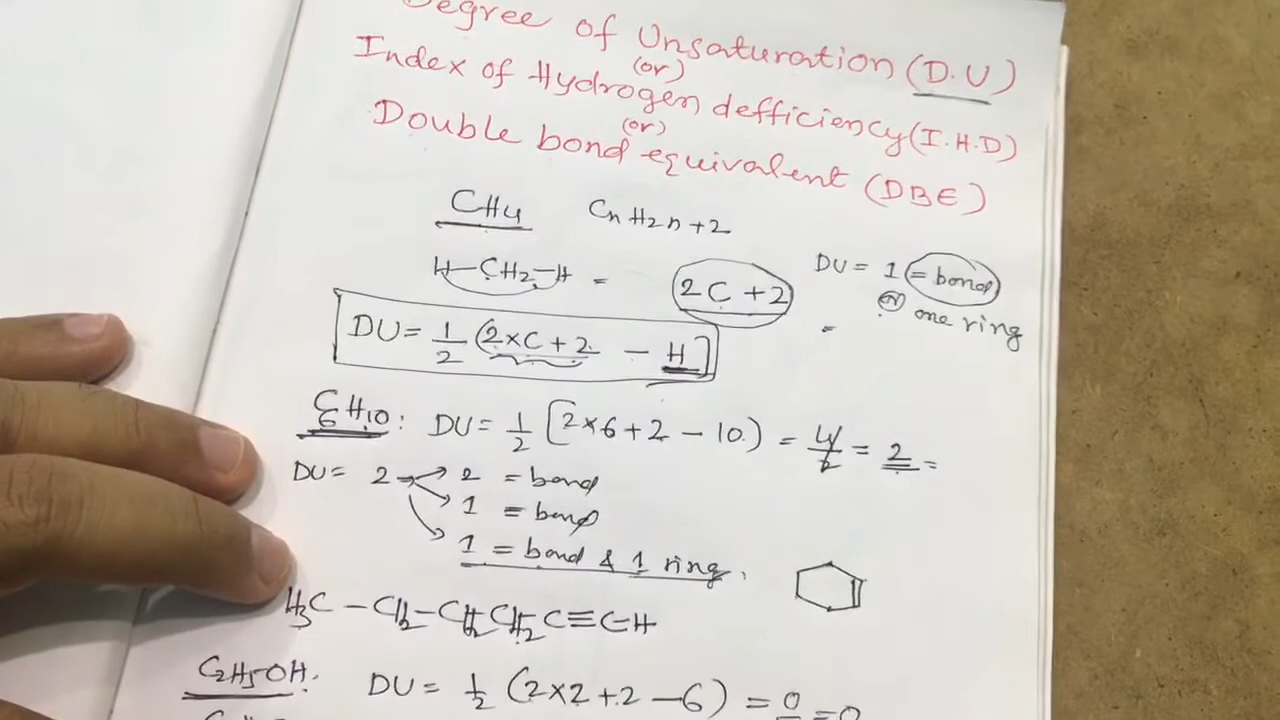 Degree of Unsaturation (D.U)
(or)
Index of Hydrogen defficiency (I.H.D)
(or)
Double bond equivalent (DBE)
CH4 CnH2n+2
H-CH2-H = 2C+2
DU = 1 (= bond)
(or) one ring
=
DU = 1/2 (2×C+2 - H]
C6H10: DU = 1/2 [2×6+2-10) = 4/2 = 2 =
DU = 2 → 2 = bond
1 = bond
1 = bond & 1 ring.
H3C-CH2-CH2CH2C≡CH
C2H5OH: DU = 1/2 (2×2+2-6) = 0 = 0